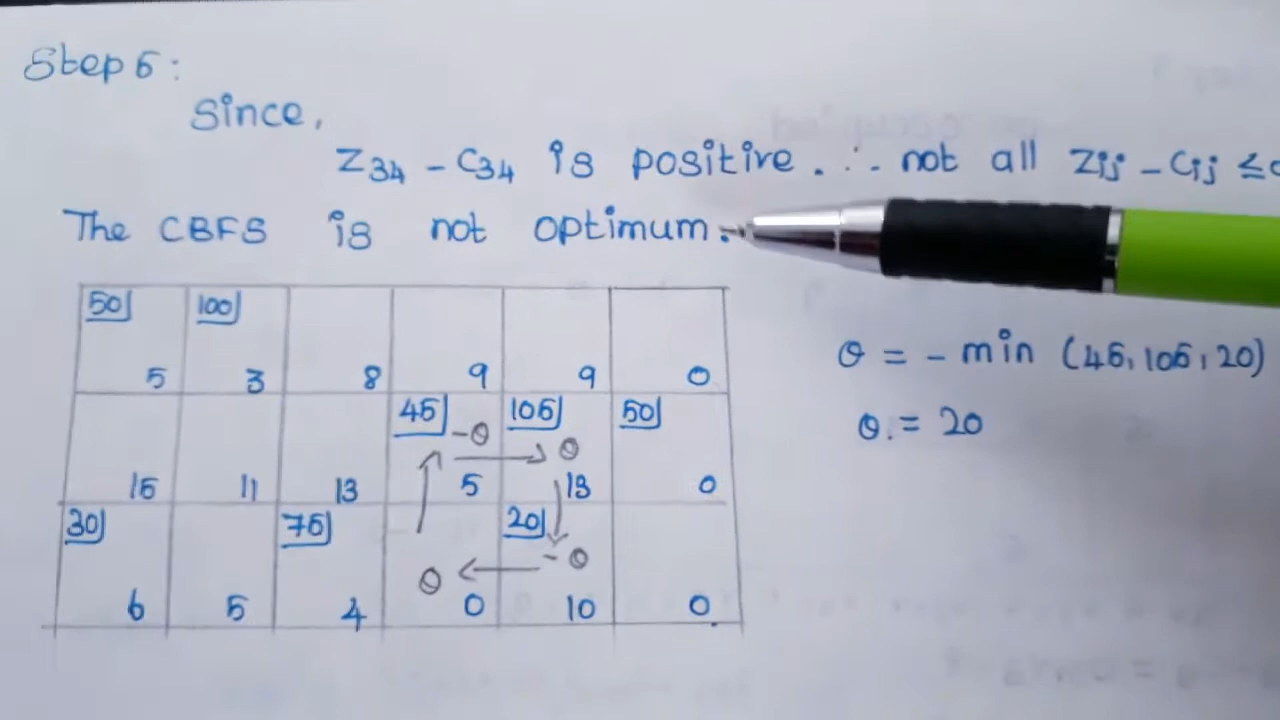 Step 6:
Since,
Z34 - C34 is positive. ∴ not all Zij - Cij ≤
The CBFS is not optimum.
50 100
5 3 8 9 9 0
θ = - min (45, 105, 20)
θ = 20
45 -θ 105 θ 50
15 11 13 5 13 0
30 75 20 -θ
θ
6 5 4 0 10 0